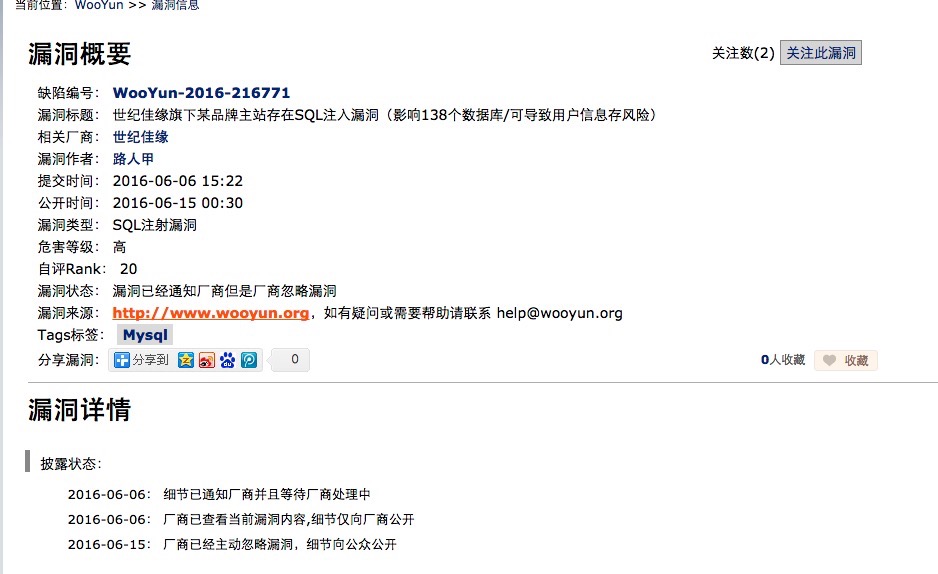 当前位置：WooYun >> 漏洞信息
漏洞概要 关注数(2) 关注此漏洞
缺陷编号： WooYun-2016-216771
漏洞标题： 世纪佳缘旗下某品牌主站存在SQL注入漏洞（影响138个数据库/可导致用户信息存风险）
相关厂商： 世纪佳缘
漏洞作者： 路人甲
提交时间： 2016-06-06 15:22
公开时间： 2016-06-15 00:30
漏洞类型： SQL注射漏洞
危害等级： 高
自评Rank： 20
漏洞状态： 漏洞已经通知厂商但是厂商忽略漏洞
漏洞来源： http://www.wooyun.org，如有疑问或需要帮助请联系 help@wooyun.org
Tags标签： Mysql
分享漏洞： 分享到 0 0人收藏 收藏
漏洞详情
披露状态：
2016-06-06： 细节已通知厂商并且等待厂商处理中
2016-06-06： 厂商已查看当前漏洞内容,细节仅向厂商公开
2016-06-15： 厂商已经主动忽略漏洞，细节向公众公开